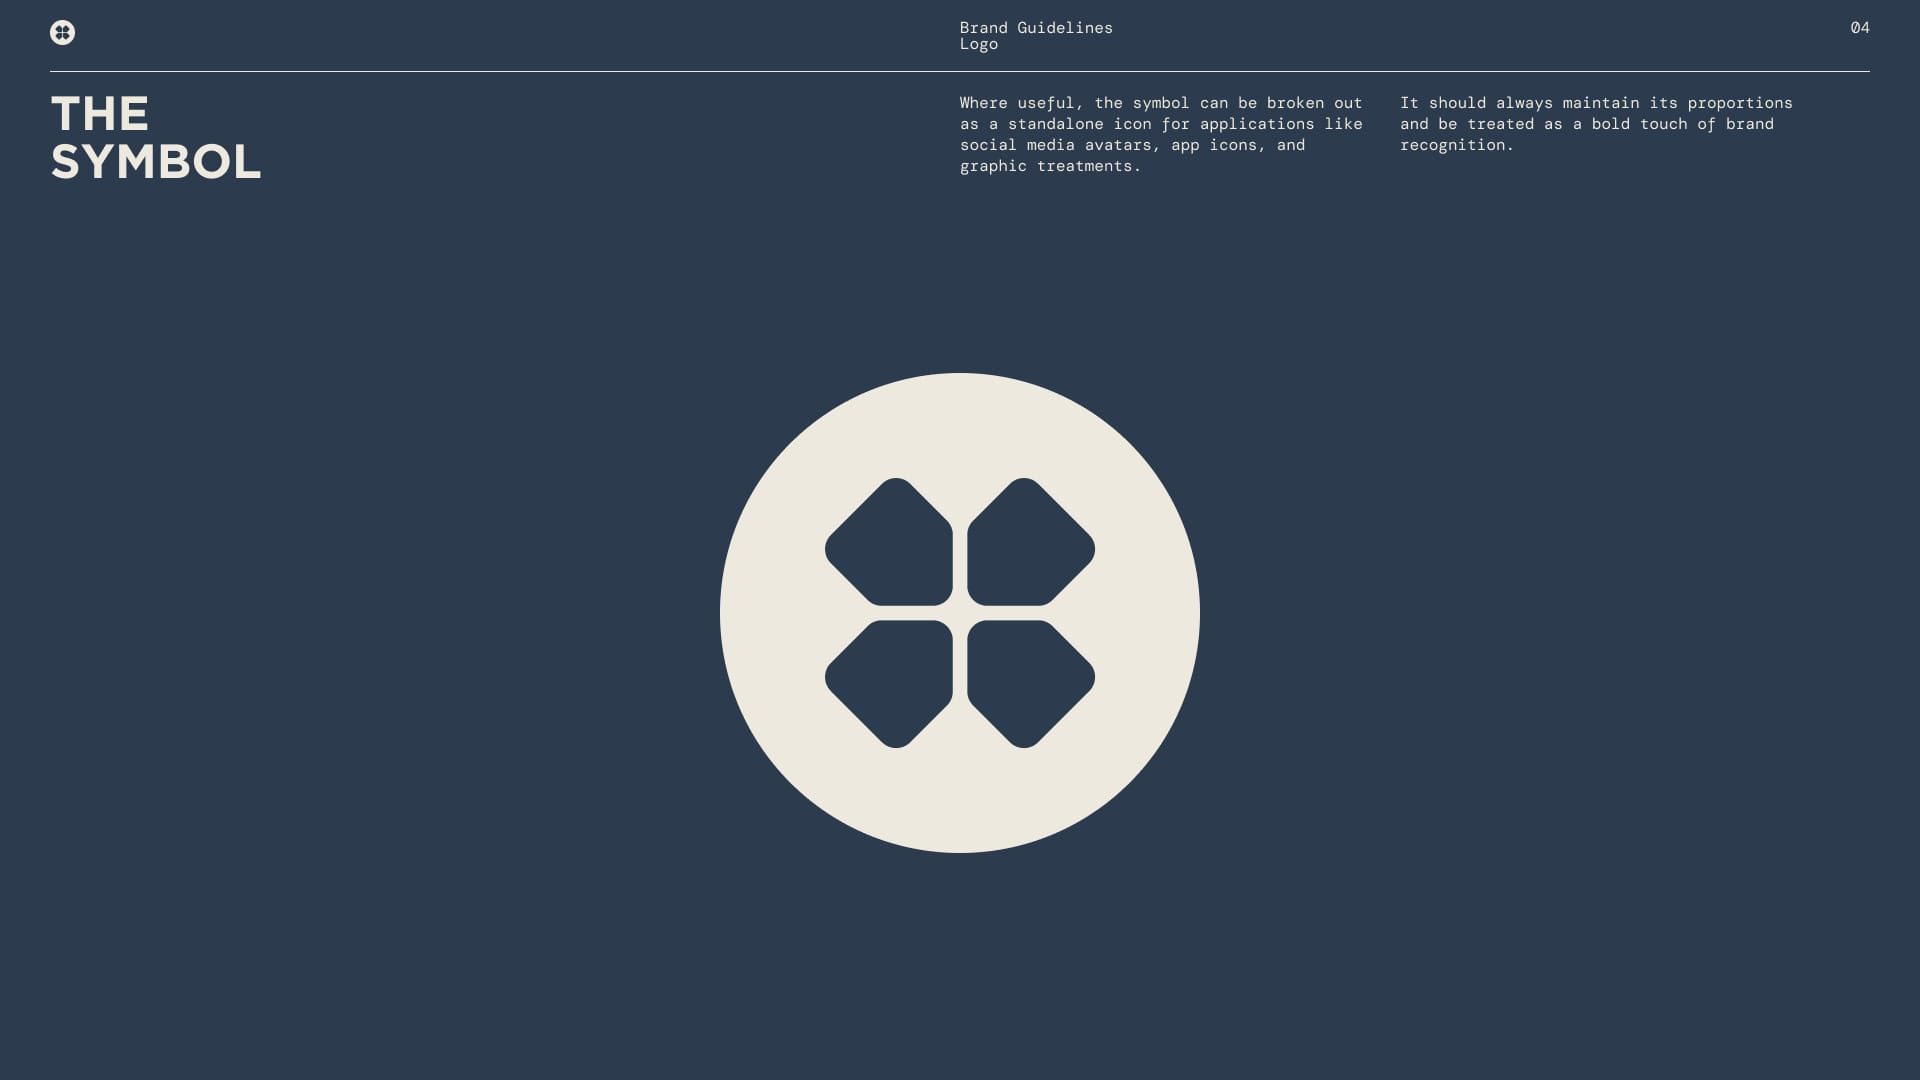 Brand Guidelines
Logo
04
THE
SYMBOL
Where useful, the symbol can be broken out
as a standalone icon for applications like
social media avatars, app icons, and
graphic treatments.
It should always maintain its proportions
and be treated as a bold touch of brand
recognition.